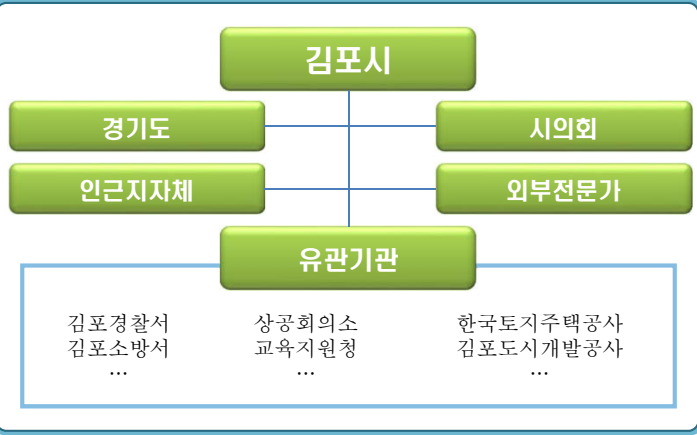 김포시
경기도
시의회
인근지자체
외부전문가
유관기관
김포경찰서
김포소방서
...
상공회의소
교육지원청
...
한국토지주택공사
김포도시개발공사
...